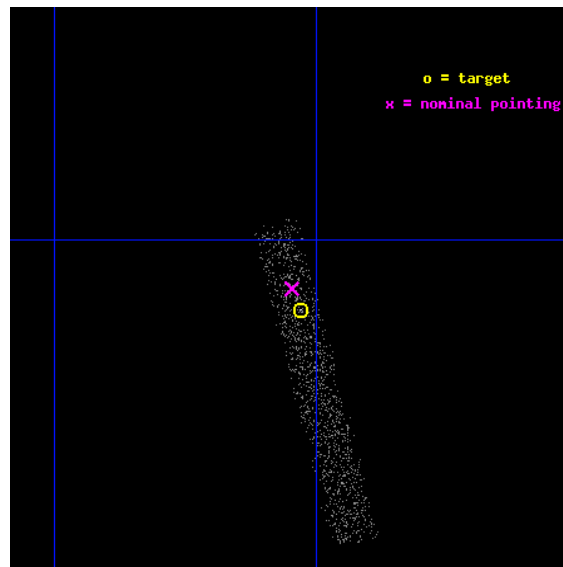 o = target
x = nominal pointing